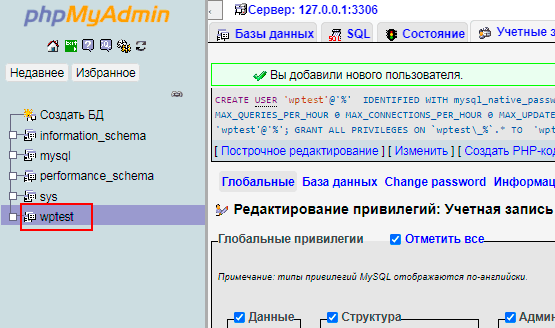 phpMyAdmin
Недавнее Избранное
Создать БД
information_schema
mysql
performance_schema
sys
wptest
Сервер: 127.0.0.1:3306
Базы данных SQL Состояние Учетные з
Вы добавили нового пользователя.
CREATE USER 'wptest'@'%' IDENTIFIED WITH mysql_native_passw
MAX_QUERIES_PER_HOUR 0 MAX_CONNECTIONS_PER_HOUR 0 MAX_UPDATE
'wptest'@'%'; GRANT ALL PRIVILEGES ON `wptest\_%`.* TO 'wpt
[ Построчное редактирование ] [ Изменить ] [ Создать PHP-код
Глобальные База данных Change password Информац
Редактирование привилегий: Учетная запись
Глобальные привилегии Отметить все
Примечание: типы привилегий MySQL отображаются по-английски.
Данные Структура Админ